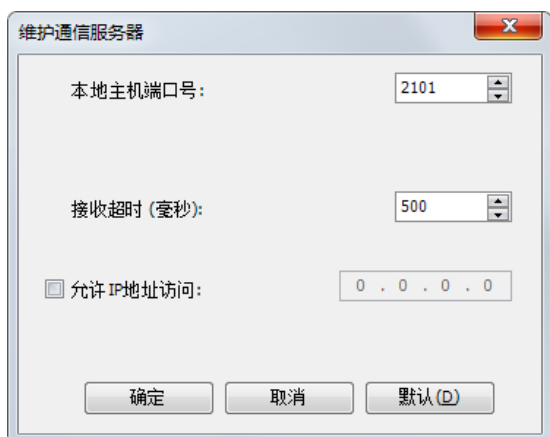 维护通信服务器
本地主机端口号: 2101
接收超时 (毫秒): 500
允许 IP地址访问: 0 . 0 . 0 . 0
确定 取消 默认(D)